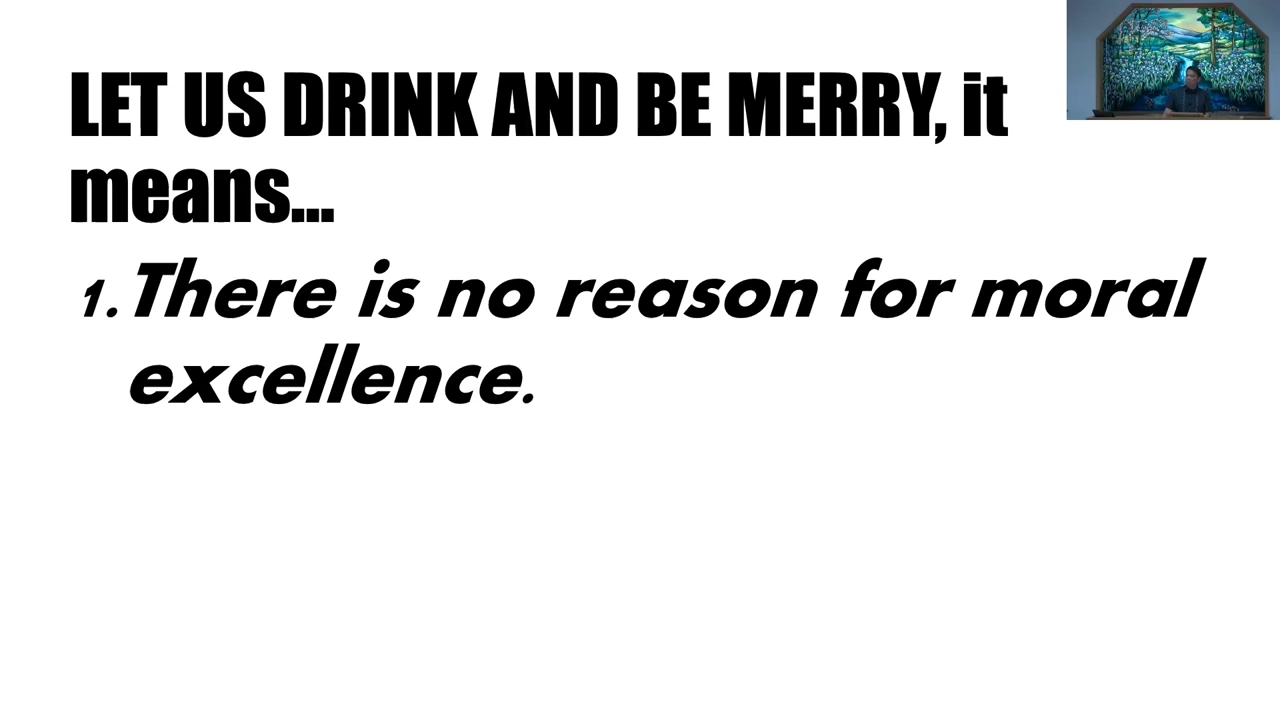 LET US DRINK AND BE MERRY, it
means...
1. There is no reason for moral
excellence.